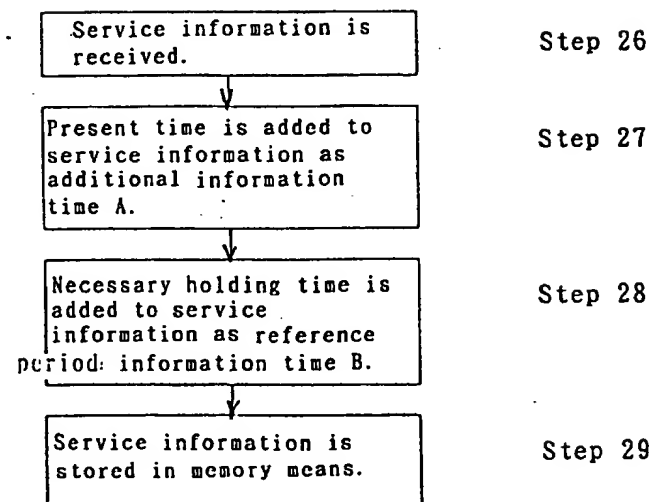 Service information is
received.
Step 26
Present time is added to
service information as
additional information
time A.
Step 27
Necessary holding time is
added to service
information as reference
period: information time B.
Step 28
Service information is
stored in memory means.
Step 29